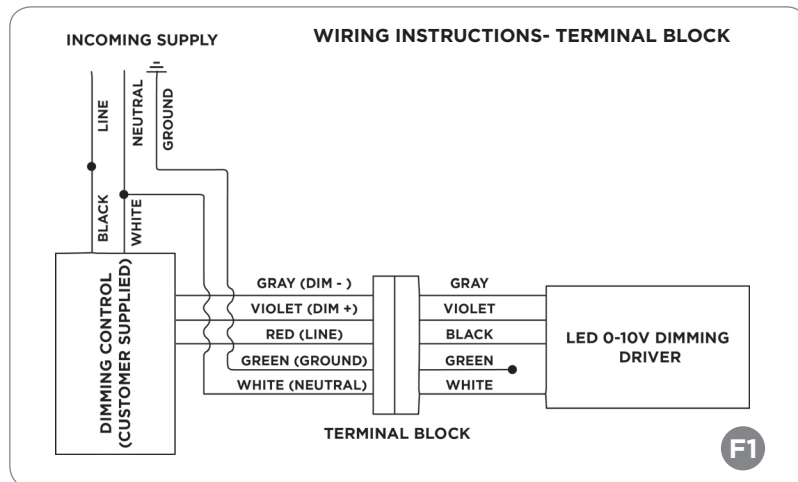 INCOMING SUPPLY
WIRING INSTRUCTIONS- TERMINAL BLOCK
LINE
NEUTRAL
GROUND
BLACK
WHITE
DIMMING CONTROL
(CUSTOMER SUPPLIED)
GRAY (DIM - )
VIOLET (DIM +)
RED (LINE)
GREEN (GROUND)
WHITE (NEUTRAL)
GRAY
VIOLET
BLACK
GREEN
WHITE
LED 0-10V DIMMING
DRIVER
TERMINAL BLOCK
F1